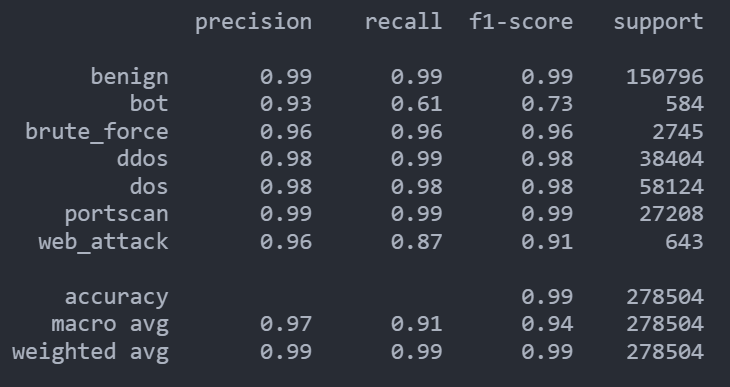 precision recall f1-score support
benign 0.99 0.99 0.99 150796
bot 0.93 0.61 0.73 584
brute_force 0.96 0.96 0.96 2745
ddos 0.98 0.99 0.98 38404
dos 0.98 0.98 0.98 58124
portscan 0.99 0.99 0.99 27208
web_attack 0.96 0.87 0.91 643
accuracy 0.99 278504
macro avg 0.97 0.91 0.94 278504
weighted avg 0.99 0.99 0.99 278504